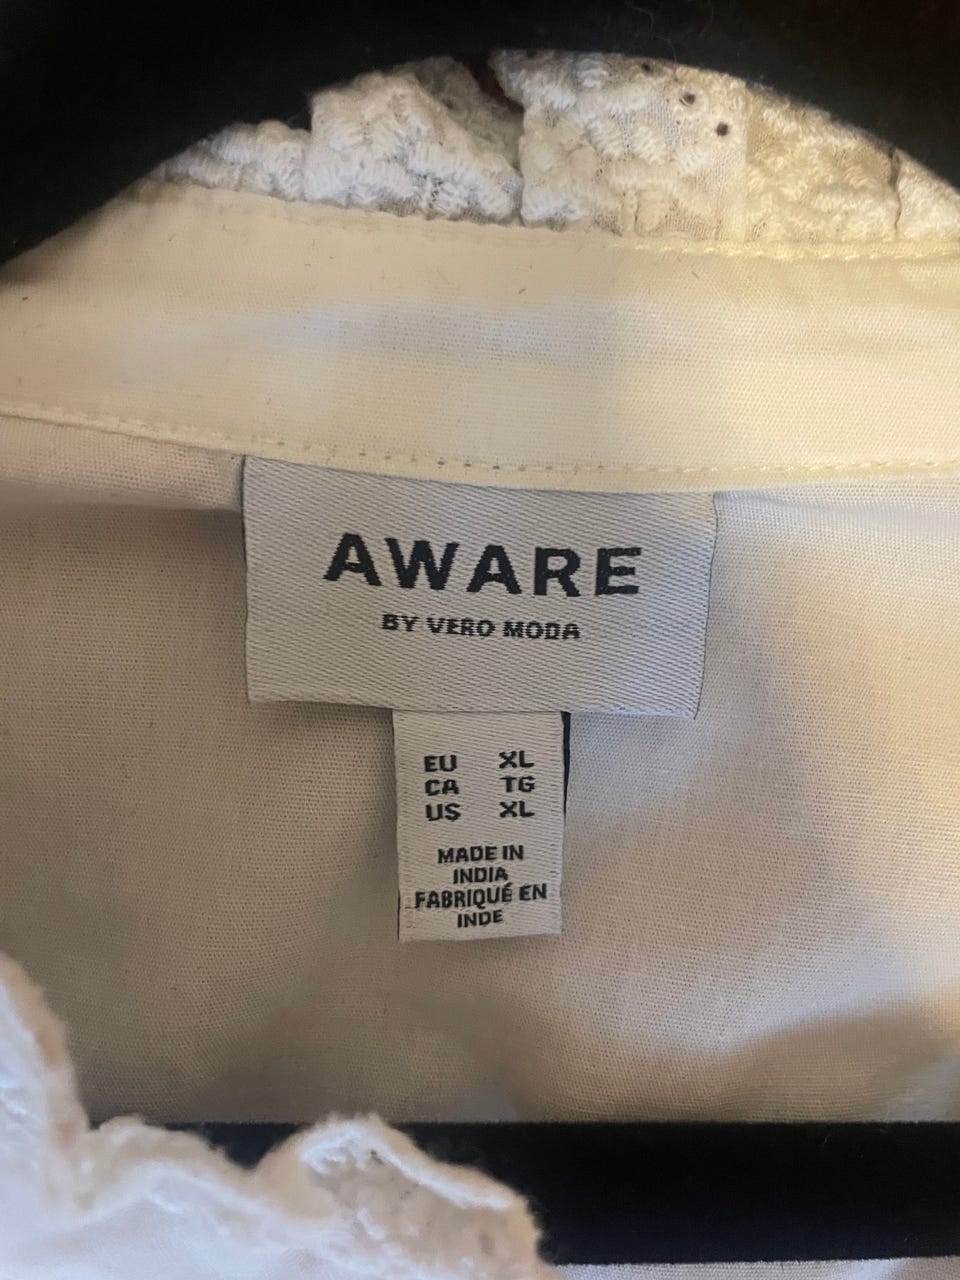 AWARE
BY VERO MODA
EU XL
CA TG
US XL
MADE IN
INDIA
FABRIQUÉ EN
INDE